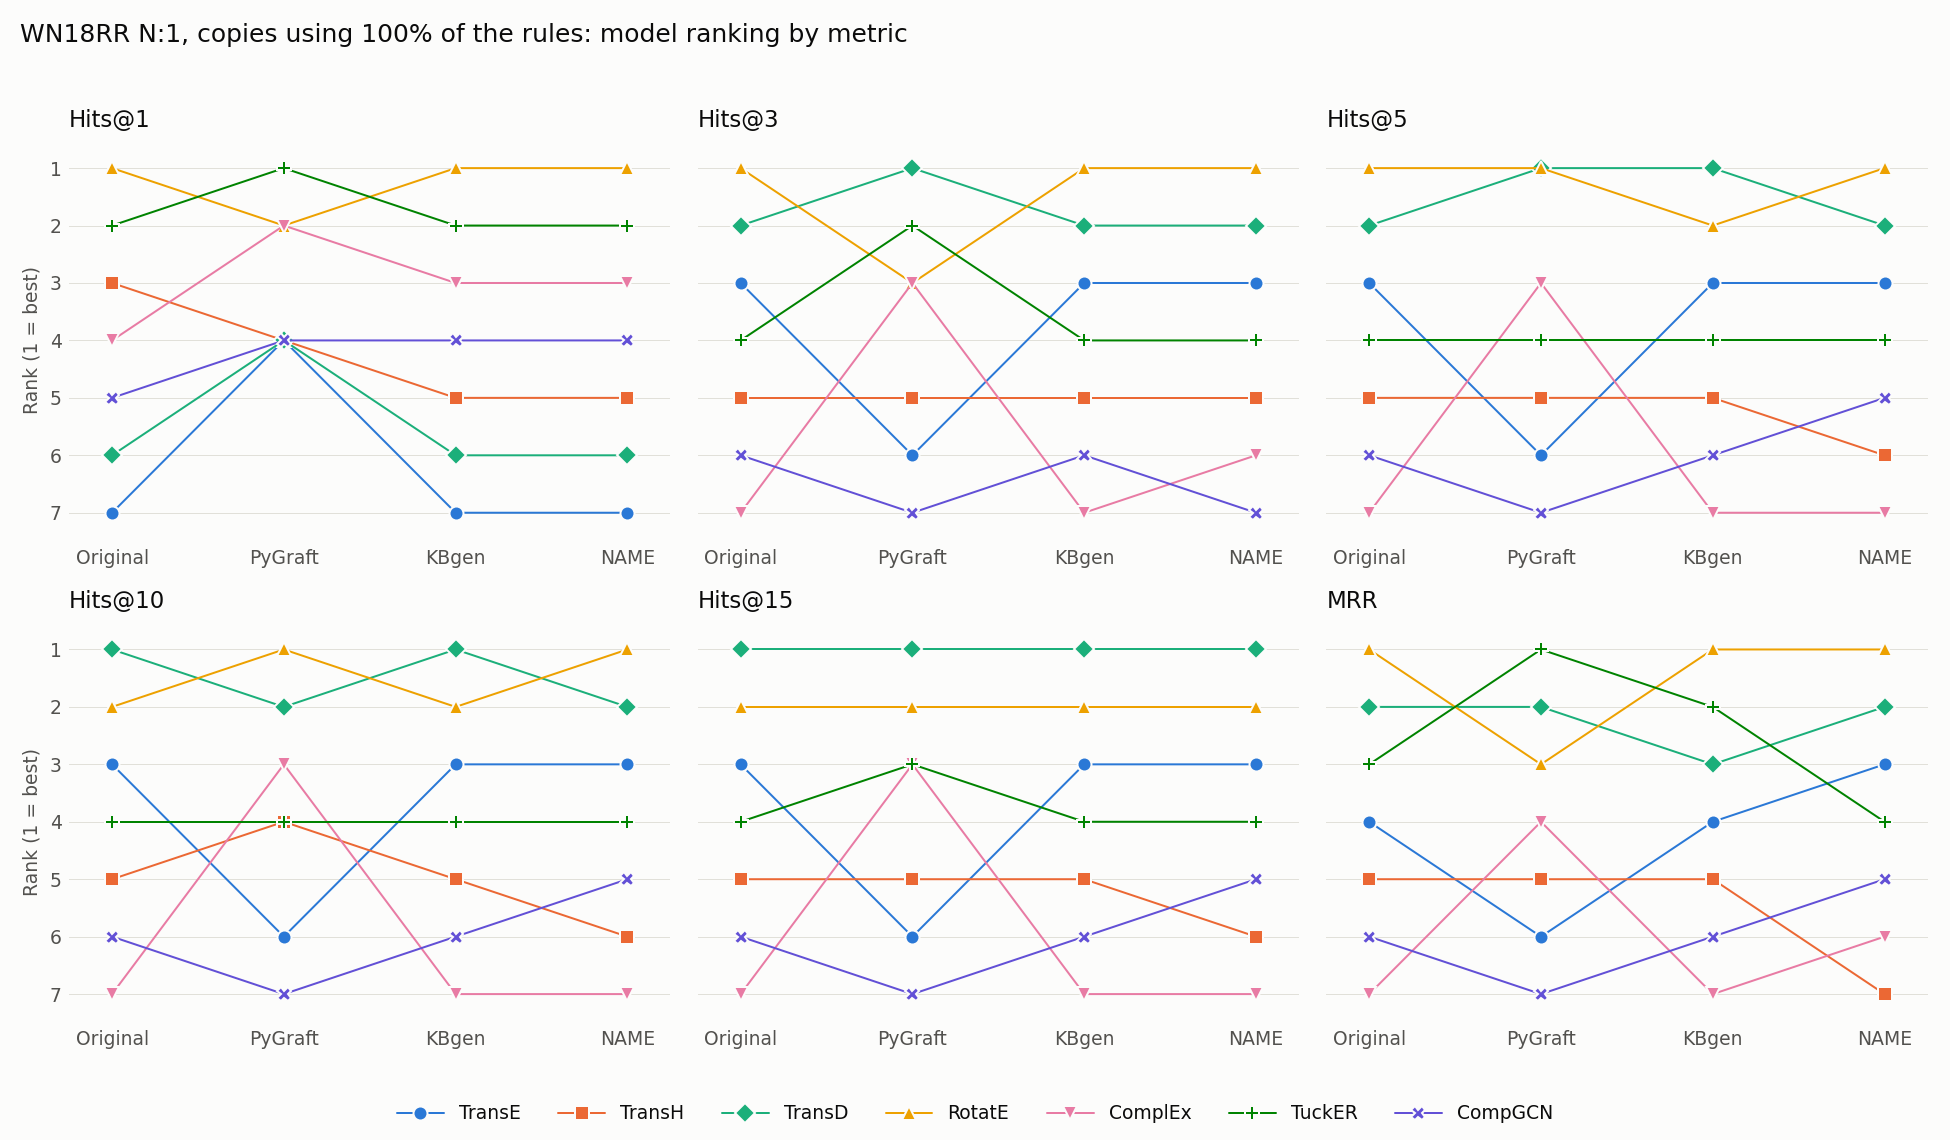 WN18RR N:1, copies using 100% of the rules: model ranking by metric
Hits@1
Hits@3
Hits@5
Rank (1 = best)
1
2
3
4
5
6
7
Original PyGraft KBgen NAME
Original PyGraft KBgen NAME
Original PyGraft KBgen NAME
Hits@10
Hits@15
MRR
Rank (1 = best)
1
2
3
4
5
6
7
Original PyGraft KBgen NAME
Original PyGraft KBgen NAME
Original PyGraft KBgen NAME
TransE TransH TransD RotatE ComplEx TuckER CompGCN